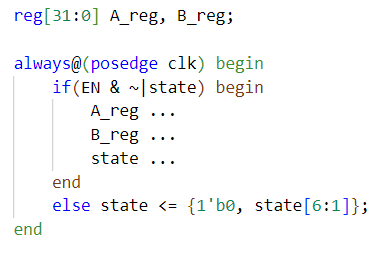 reg[31:0] A_reg, B_reg;
always@(posedge clk) begin
if(EN & ~|state) begin
A_reg ...
B_reg ...
state ...
end
else state <= {1'b0, state[6:1]};
end